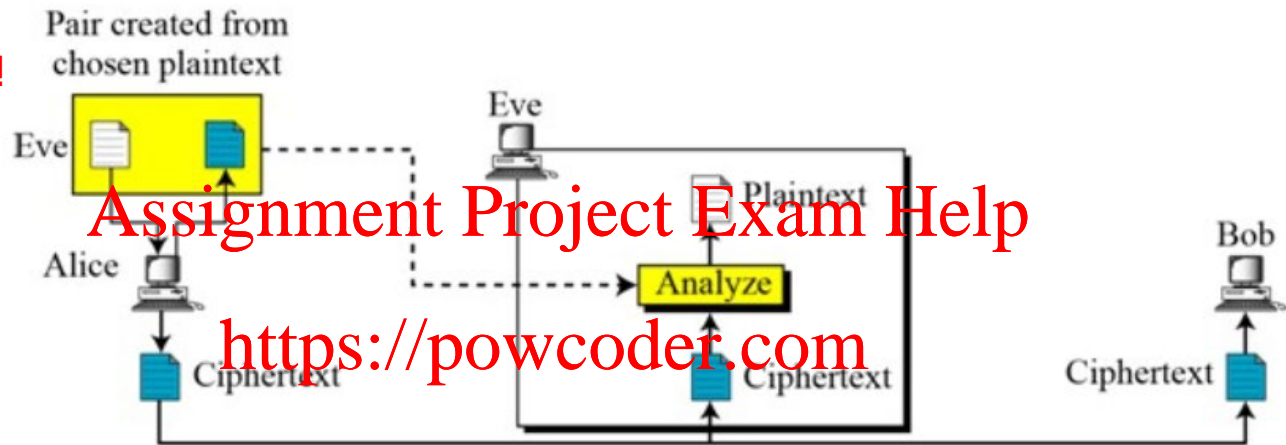 Pair created from
chosen plaintext
!
Eve
Eve
Plaintext
Assignment Project Exam Help
Bob
Alice
Analyze
https://powcoder.com
Ciphertext
Ciphertext
Ciphertext